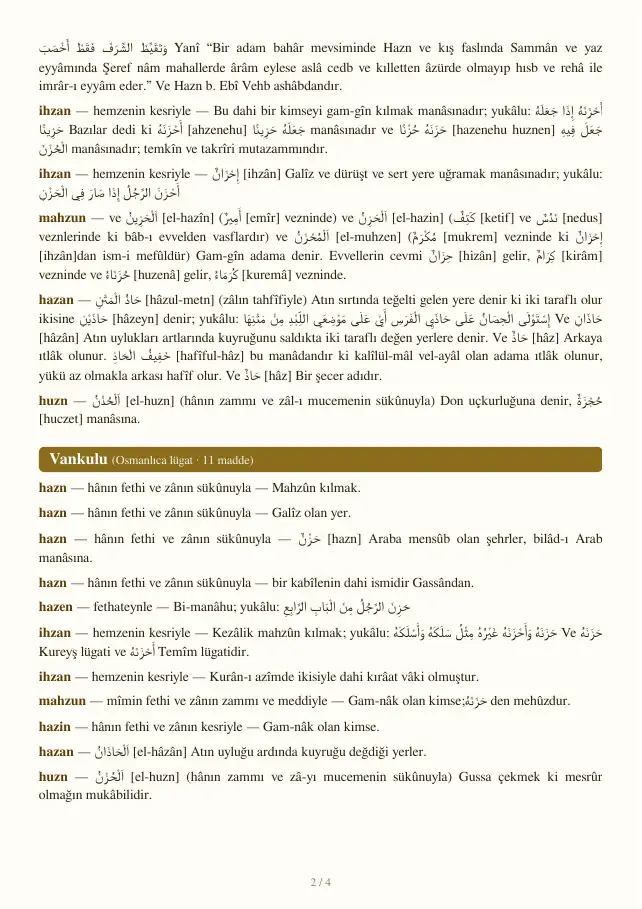 وَتَقَيَّظَ الشَّرَفَ فَقَدْ أَخْصَبَ Yanî “Bir adam bahâr mevsiminde Hazn ve kış faslında Sammân ve yaz
eyyâmında Şeref nâm mahallerde ârâm eylese aslâ cedb ve kılletten âzürde olmayıp hısb ve rehâ ile
imrâr-ı eyyâm eder.” Ve Hazn b. Ebî Vehb ashâbdandır.
ihzan — hemzenin kesriyle — Bu dahi bir kimseyi gam-gîn kılmak manâsınadır; yukâlu: أَحْزَنَهُ إِذَا جَعَلَهُ
حَزِينًا Bazılar dedi ki أَحْزَنَهُ [ahzenehu] جَعَلَهُ حَزِينًا manâsınadır ve حَزَنَهُ حُزْنًا [hazenehu huznen] جَعَلَ فِيهِ
الْحُزْنَ manâsınadır; temkîn ve takrîri mutazammındır.
ihzan — hemzenin kesriyle — إِحْزَانٌ [ihzân] Galîz ve dürüşt ve sert yere uğramak manâsınadır; yukâlu:
أَحْزَنَ الرَّجُلُ إِذَا صَارَ فِى الْحَزْنِ
mahzun — ve اَلْحَزِينُ [el-hazîn] (أَمِيرٌ [emîr] vezninde) ve اَلْحَزِنُ [el-hazin] (كَتِفٌ [ketif] ve نَدُسٌ [nedus]
veznlerinde ki bâb-ı evvelden vasflardır) ve اَلْمُحْزَنُ [el-muhzen] (مُكْرَمٌ [mukrem] vezninde ki إِحْزَانٌ
[ihzân]dan ism-i mefûldür) Gam-gîn adama denir. Evvellerin cevmi حِزَانٌ [hizân] gelir, كِرَامٌ [kirâm]
vezninde ve حُزَنَاءُ [huzenâ] gelir, كُرَمَاءُ [kuremâ] vezninde.
hazan — حَاذُ الْمَتْنِ [hâzul-metn] (zâlın tahfîfiyle) Atın sırtında teğelti gelen yere denir ki iki taraflı olur
ikisine حَاذَيْنِ [hâzeyn] denir; yukâlu: إِسْتَوْلَى الْحِصَانُ عَلَى حَاذَىِ الْفَرَسِ أَىْ عَلَى مَوْضِعَىِ اللِّبْدِ مِنْ مَتْنِهَا Ve حَاذَانِ
[hâzân] Atın uylukları artlarında kuyruğunu saldıkta iki taraflı değen yerlere denir. Ve حَاذٌ [hâz] Arkaya
ıtlâk olunur. خَفِيفُ الْحَاذِ [hafîful-hâz] bu manâdandır ki kalîlül-mâl vel-ayâl olan adama ıtlâk olunur,
yükü az olmakla arkası hafîf olur. Ve حَاذٌ [hâz] Bir şecer adıdır.
huzn — اَلْحُذْنُ [el-huzn] (hânın zammı ve zâl-ı mucemenin sükûnuyla) Don uçkurluğuna denir, حُجْزَةٌ
[huczet] manâsına.
Vankulu (Osmanlıca lügat · 11 madde)
hazn — hânın fethi ve zânın sükûnuyla — Mahzûn kılmak.
hazn — hânın fethi ve zânın sükûnuyla — Galîz olan yer.
hazn — hânın fethi ve zânın sükûnuyla — حَزْنٌ [hazn] Araba mensûb olan şehrler, bilâd-ı Arab
manâsına.
hazn — hânın fethi ve zânın sükûnuyla — bir kabîlenin dahi ismidir Gassândan.
hazen — fethateynle — Bi-manâhu; yukâlu: حَزِنَ الرَّجُلُ مِنَ الْبَابِ الرَّابِعِ
ihzan — hemzenin kesriyle — Kezâlik mahzûn kılmak; yukâlu: حَزَنَهُ وَأَحْزَنَهُ غَيْرُهُ مِثْلُ سَلَكَهُ وَأَسْلَكَهُ Ve حَزَنَهُ
Kureyş lügati ve أَحْزَنَهُ Temîm lügatidir.
ihzan — hemzenin kesriyle — Kurân-ı azîmde ikisiyle dahi kırâat vâki olmuştur.
mahzun — mîmin fethi ve zânın zammı ve meddiyle — Gam-nâk olan kimse;حَزَنَهُ den mehûzdur.
hazin — hânın fethi ve zânın kesriyle — Gam-nâk olan kimse.
hazan — اَلْحَاذَانُ [el-hâzân] Atın uyluğu ardında kuyruğu değdiği yerler.
huzn — اَلْحُزْنُ [el-huzn] (hânın zammı ve zâ-yı mucemenin sükûnuyla) Gussa çekmek ki mesrûr
olmağın mukâbilidir.
2 / 4